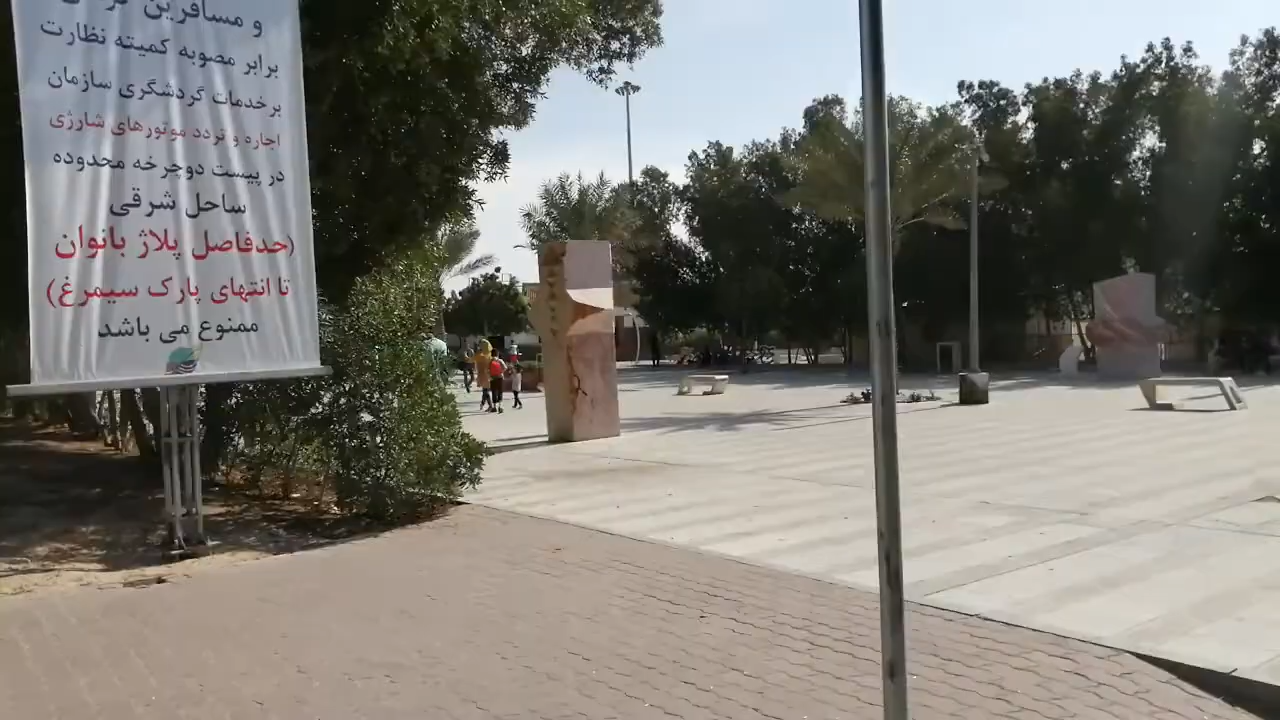 و مسافرین گرامی
برابر مصوبه کمیته نظارت
برخدمات گردشگری سازمان
اجاره و تردد موتورهای شارژی
در پیست دوچرخه محدوده
ساحل شرقی
(حدفاصل پلاژ بانوان
تا انتهای پارک سیمرغ)
ممنوع می باشد